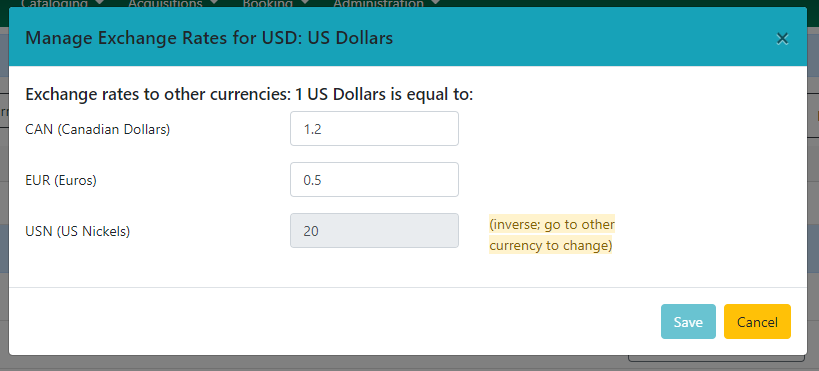 Cataloging Acquisitions Booking Administration
Manage Exchange Rates for USD: US Dollars ×
Exchange rates to other currencies: 1 US Dollars is equal to:
CAN (Canadian Dollars) 1.2
EUR (Euros) 0.5
USN (US Nickels) 20 (inverse; go to other
currency to change)
Save Cancel